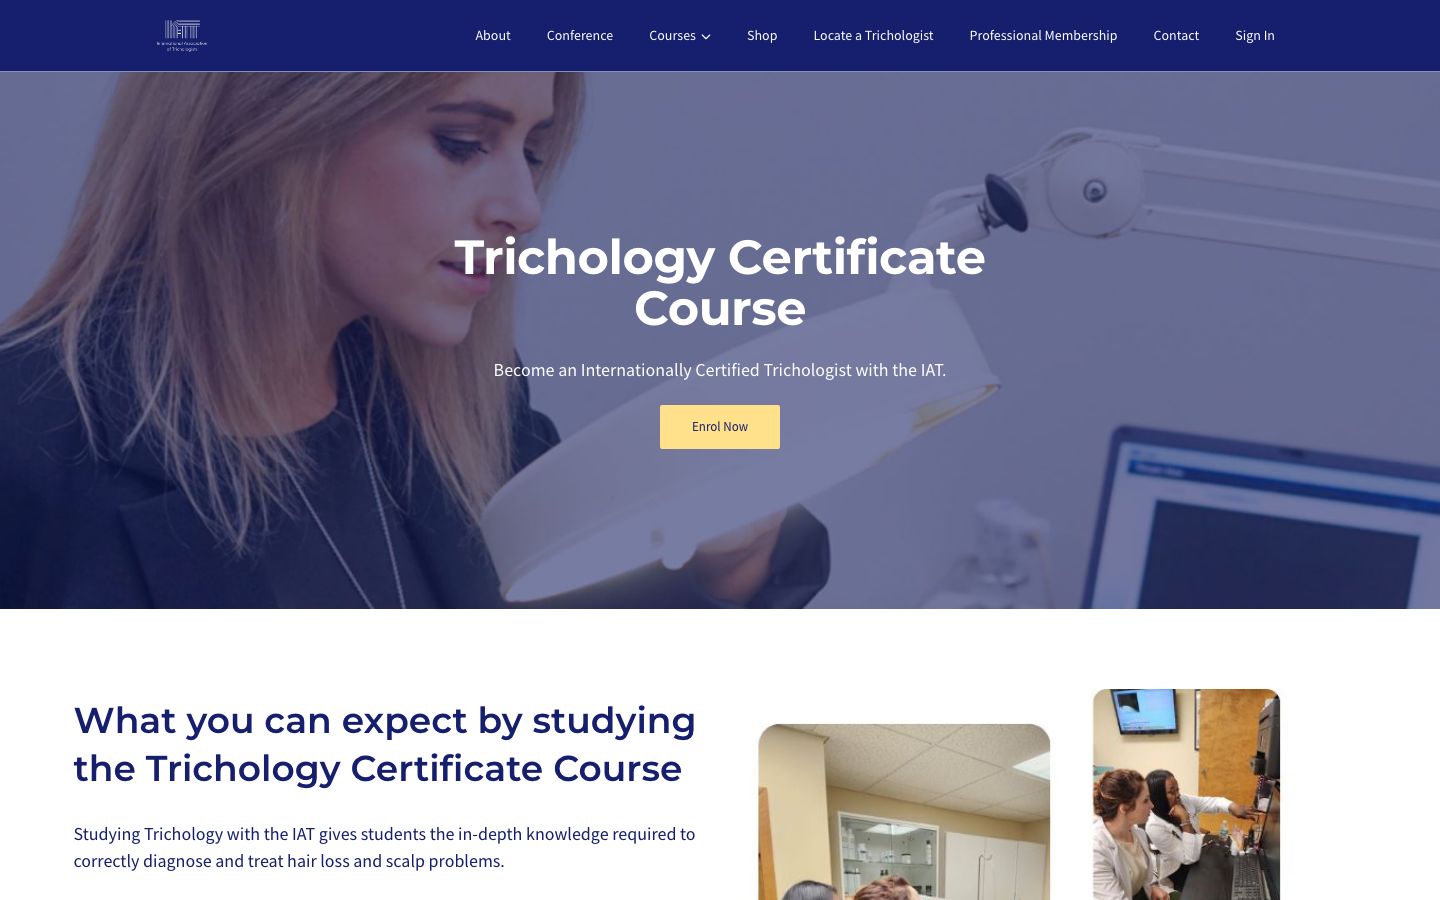 IAT
International Association
of Trichologists
About
Conference
Courses
Shop
Locate a Trichologist
Professional Membership
Contact
Sign In
Trichology Certificate
Course
Become an Internationally Certified Trichologist with the IAT.
Enrol Now
What you can expect by studying
the Trichology Certificate Course
Studying Trichology with the IAT gives students the in-depth knowledge required to
correctly diagnose and treat hair loss and scalp problems.